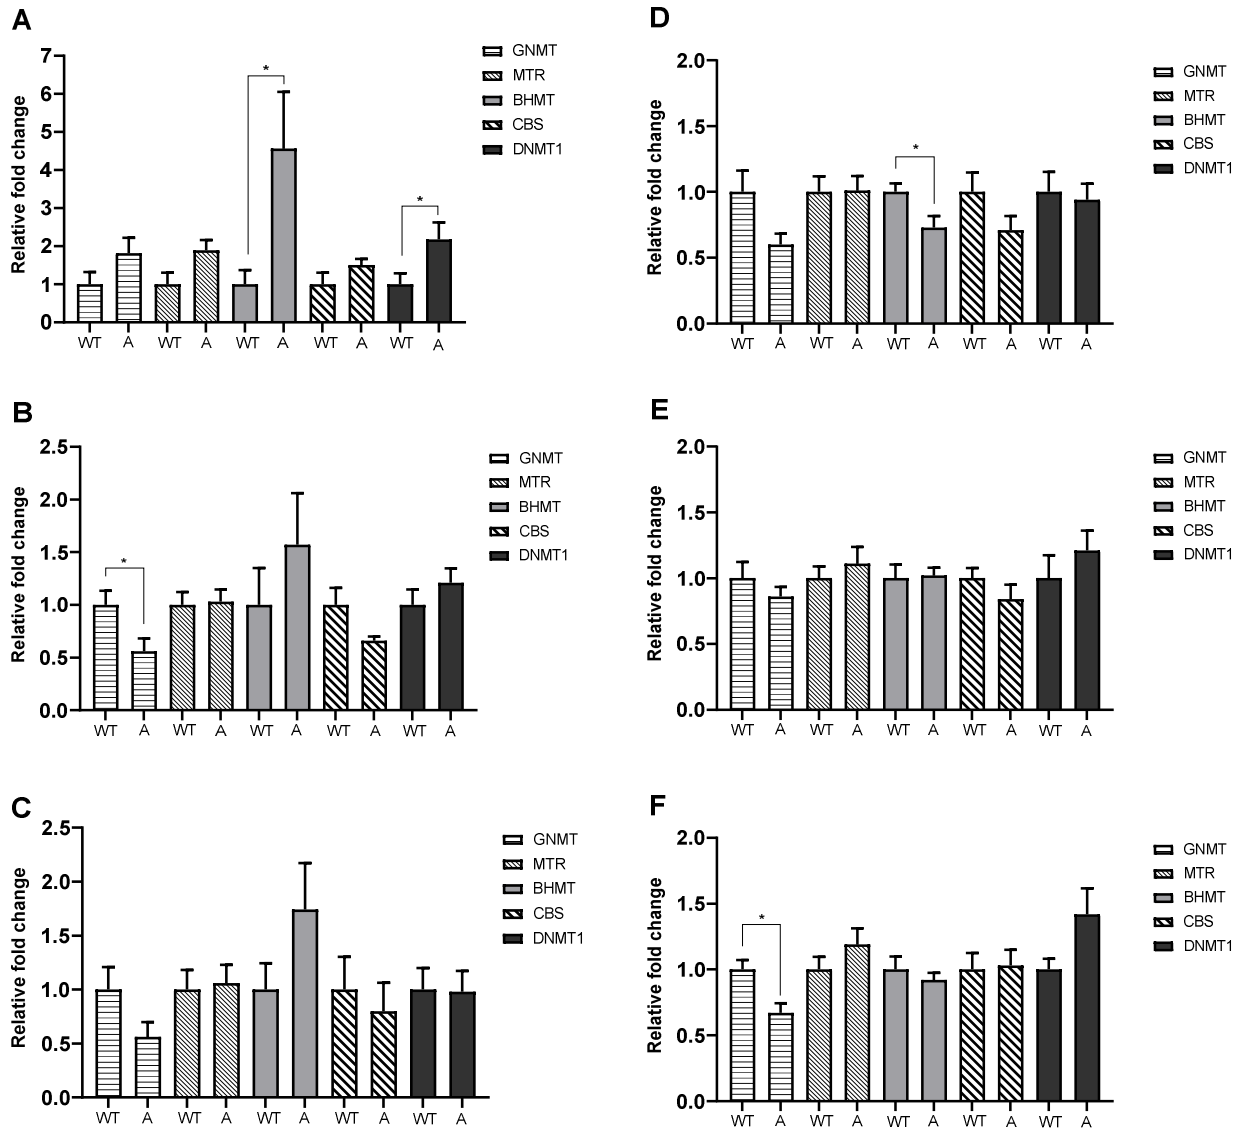 A
Relative fold change
7
6
5
4
3
2
1
0
*
*
WT A WT A WT A WT A WT A
GNMT
MTR
BHMT
CBS
DNMT1
B
Relative fold change
2.5
2.0
1.5
1.0
0.5
0.0
*
WT A WT A WT A WT A WT A
GNMT
MTR
BHMT
CBS
DNMT1
C
Relative fold change
2.5
2.0
1.5
1.0
0.5
0.0
WT A WT A WT A WT A WT A
GNMT
MTR
BHMT
CBS
DNMT1
D
Relative fold change
2.0
1.5
1.0
0.5
0.0
*
WT A WT A WT A WT A WT A
GNMT
MTR
BHMT
CBS
DNMT1
E
Relative fold change
2.0
1.5
1.0
0.5
0.0
WT A WT A WT A WT A WT A
GNMT
MTR
BHMT
CBS
DNMT1
F
Relative fold change
2.0
1.5
1.0
0.5
0.0
*
WT A WT A WT A WT A WT A
GNMT
MTR
BHMT
CBS
DNMT1